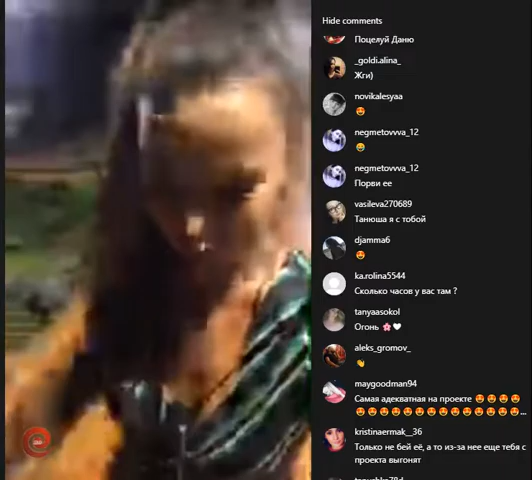 Hide comments
Поцелуй Даню
_goldi.alina_
Жги)
novikalesyaa
😍
negmetovvva_12
😂
negmetovvva_12
Порви ее
vasileva270689
Танюша я с тобой
djamma6
😍
ka.rolina5544
Сколько часов у вас там ?
tanyaasokol
Огонь 🌸🤍
aleks_gromov_
👏
maygoodman94
Самая адекватная на проекте 😍😍😍😍
😍😍😍😍😍😍😍😍😍😍😍😍😍😍...
kristinaermak__36
Только не бей её, а то из-за нее еще тебя с
проекта выгонят